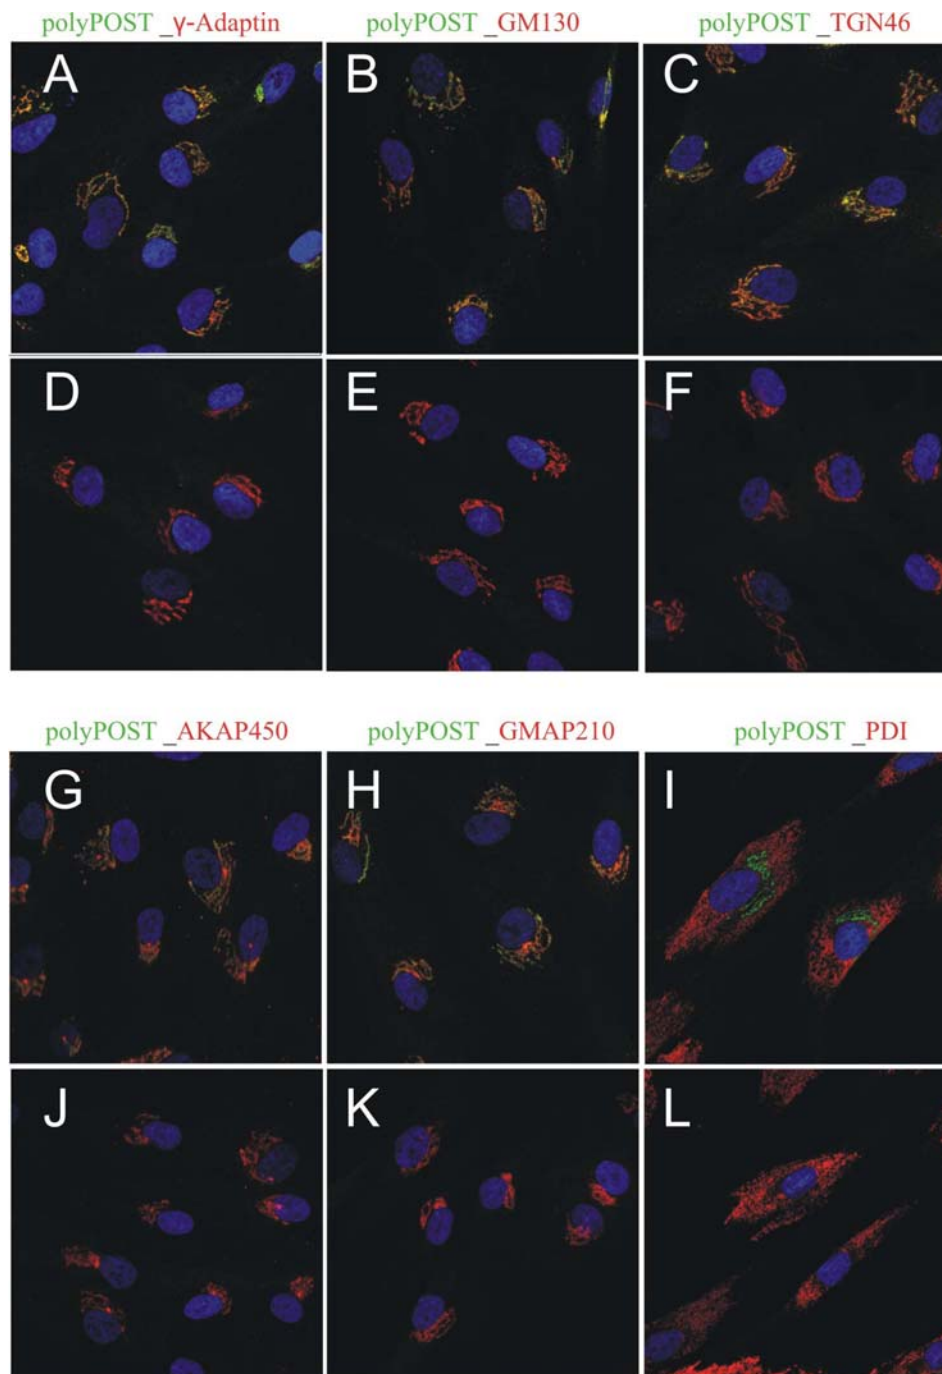 polyPOST _γ-Adaptin polyPOST _GM130 polyPOST _TGN46
A B C
D E F
polyPOST _AKAP450 polyPOST _GMAP210 polyPOST _PDI
G H I
J K L